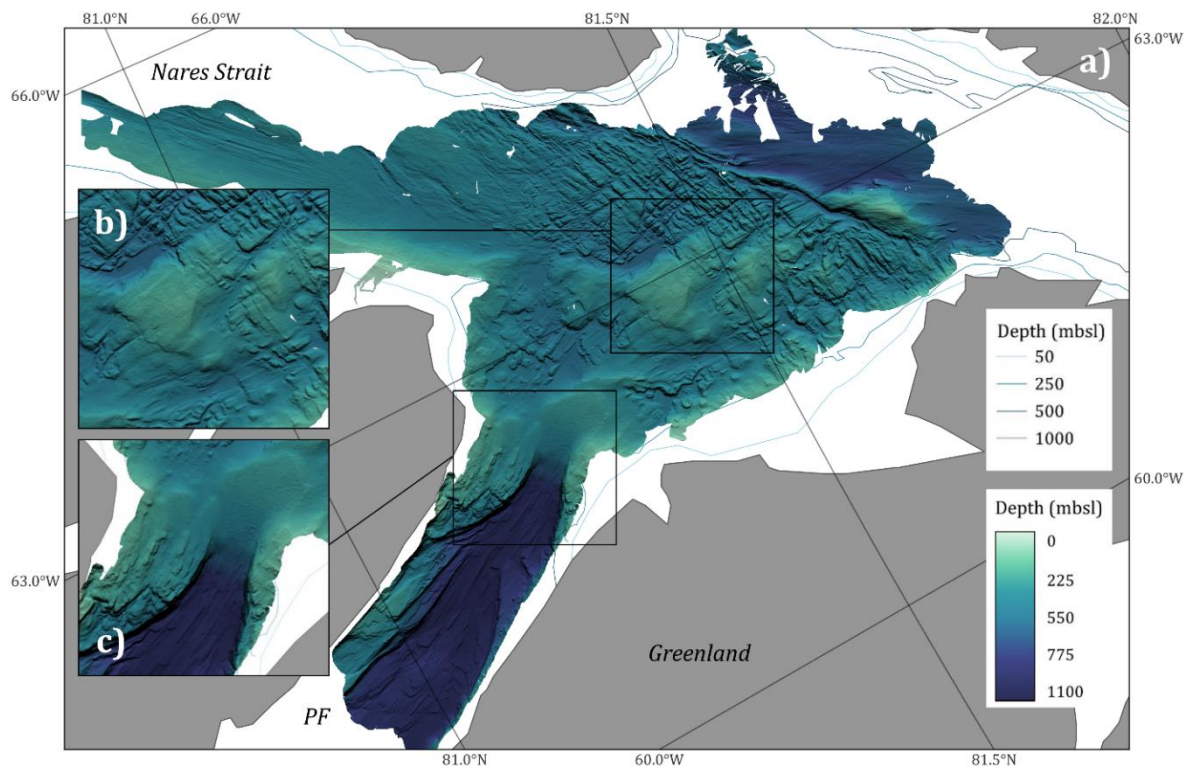 81.0°N
66.0°W
81.5°N
82.0°N
63.0°W
Nares Strait
a)
66.0°W
b)
Depth (mbsl)
50
250
500
1000
60.0°W
Depth (mbsl)
0
225
550
775
1100
63.0°W
c)
Greenland
PF
81.0°N
60.0°W
81.5°N